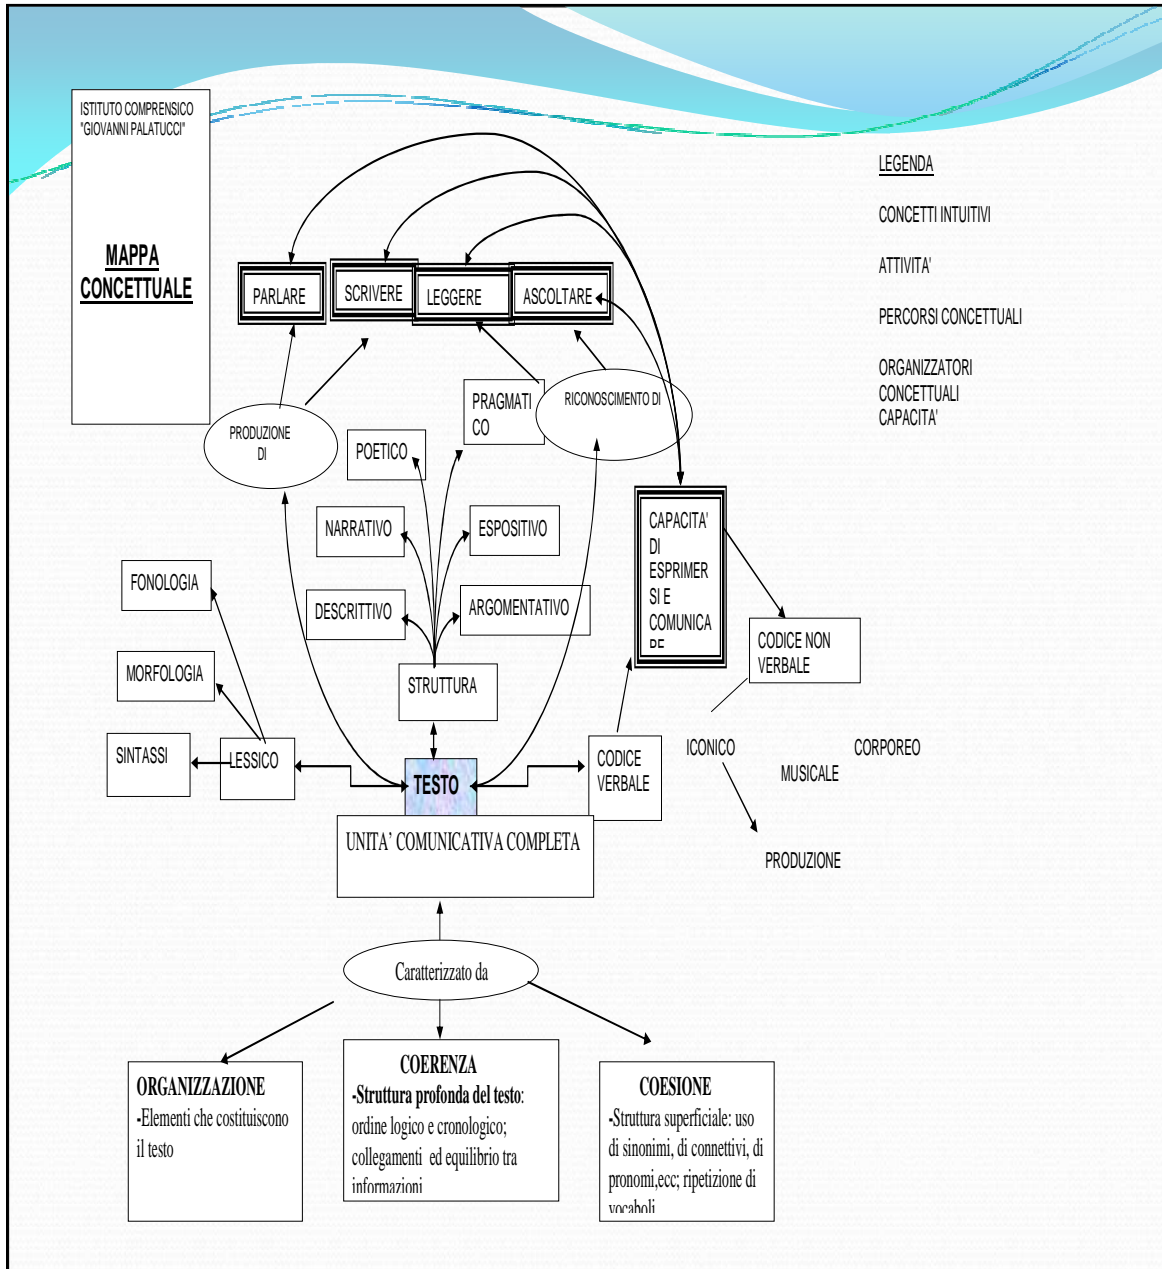 ISTITUTO COMPRENSICO
"GIOVANNI PALATUCCI"
MAPPA
CONCETTUALE
LEGENDA
CONCETTI INTUITIVI
ATTIVITA'
PERCORSI CONCETTUALI
ORGANIZZATORI
CONCETTUALI
CAPACITA'
PARLARE
SCRIVERE
LEGGERE
ASCOLTARE
PRODUZIONE
DI
PRAGMATI
CO
RICONOSCIMENTO DI
POETICO
NARRATIVO
ESPOSITIVO
DESCRITTIVO
ARGOMENTATIVO
STRUTTURA
FONOLOGIA
MORFOLOGIA
SINTASSI
LESSICO
TESTO
CODICE
VERBALE
CAPACITA'
DI
ESPRIMER
SI E
COMUNICA
RE
CODICE NON
VERBALE
ICONICO
CORPOREO
MUSICALE
PRODUZIONE
UNITA' COMUNICATIVA COMPLETA
Caratterizzato da
ORGANIZZAZIONE
-Elementi che costituiscono
il testo
COERENZA
-Struttura profonda del testo:
ordine logico e cronologico;
collegamenti ed equilibrio tra
informazioni
COESIONE
-Struttura superficiale: uso
di sinonimi, di connettivi, di
pronomi,ecc; ripetizione di
vocaboli